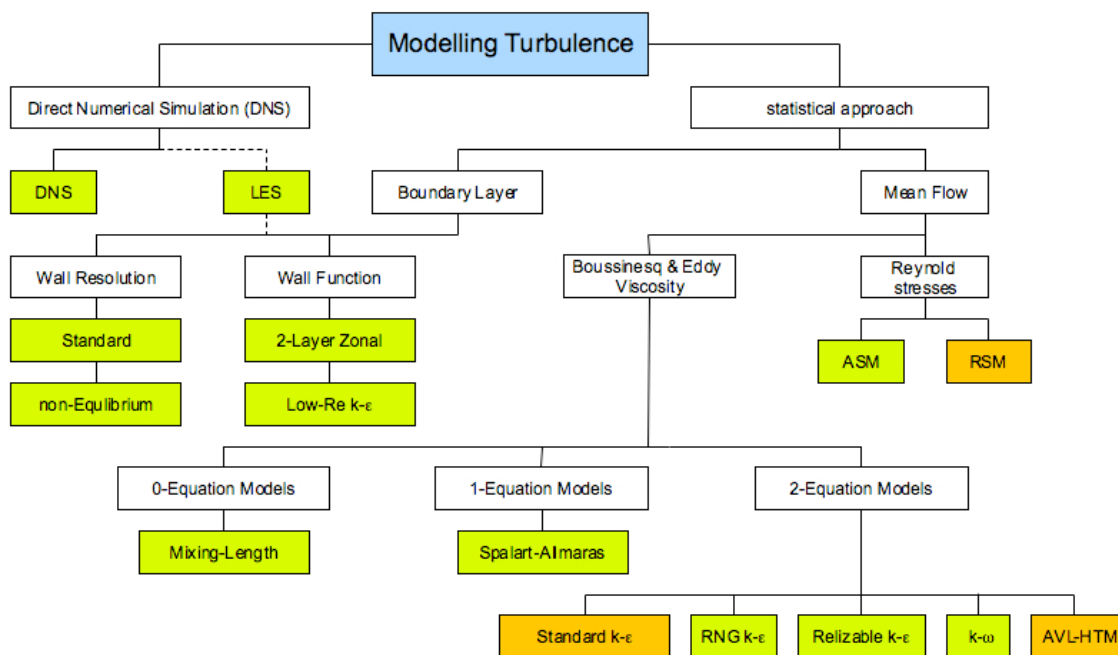 Modelling Turbulence
Direct Numerical Simulation (DNS)
statistical approach
DNS
LES
Boundary Layer
Mean Flow
Wall Resolution
Wall Function
Boussinesq & Eddy
Viscosity
Reynold
stresses
Standard
2-Layer Zonal
ASM
RSM
non-Equlibrium
Low-Re k-ε
0-Equation Models
1-Equation Models
2-Equation Models
Mixing-Length
Spalart-Almaras
Standard k-ε
RNG k-ε
Relizable k-ε
k-ω
AVL-HTM